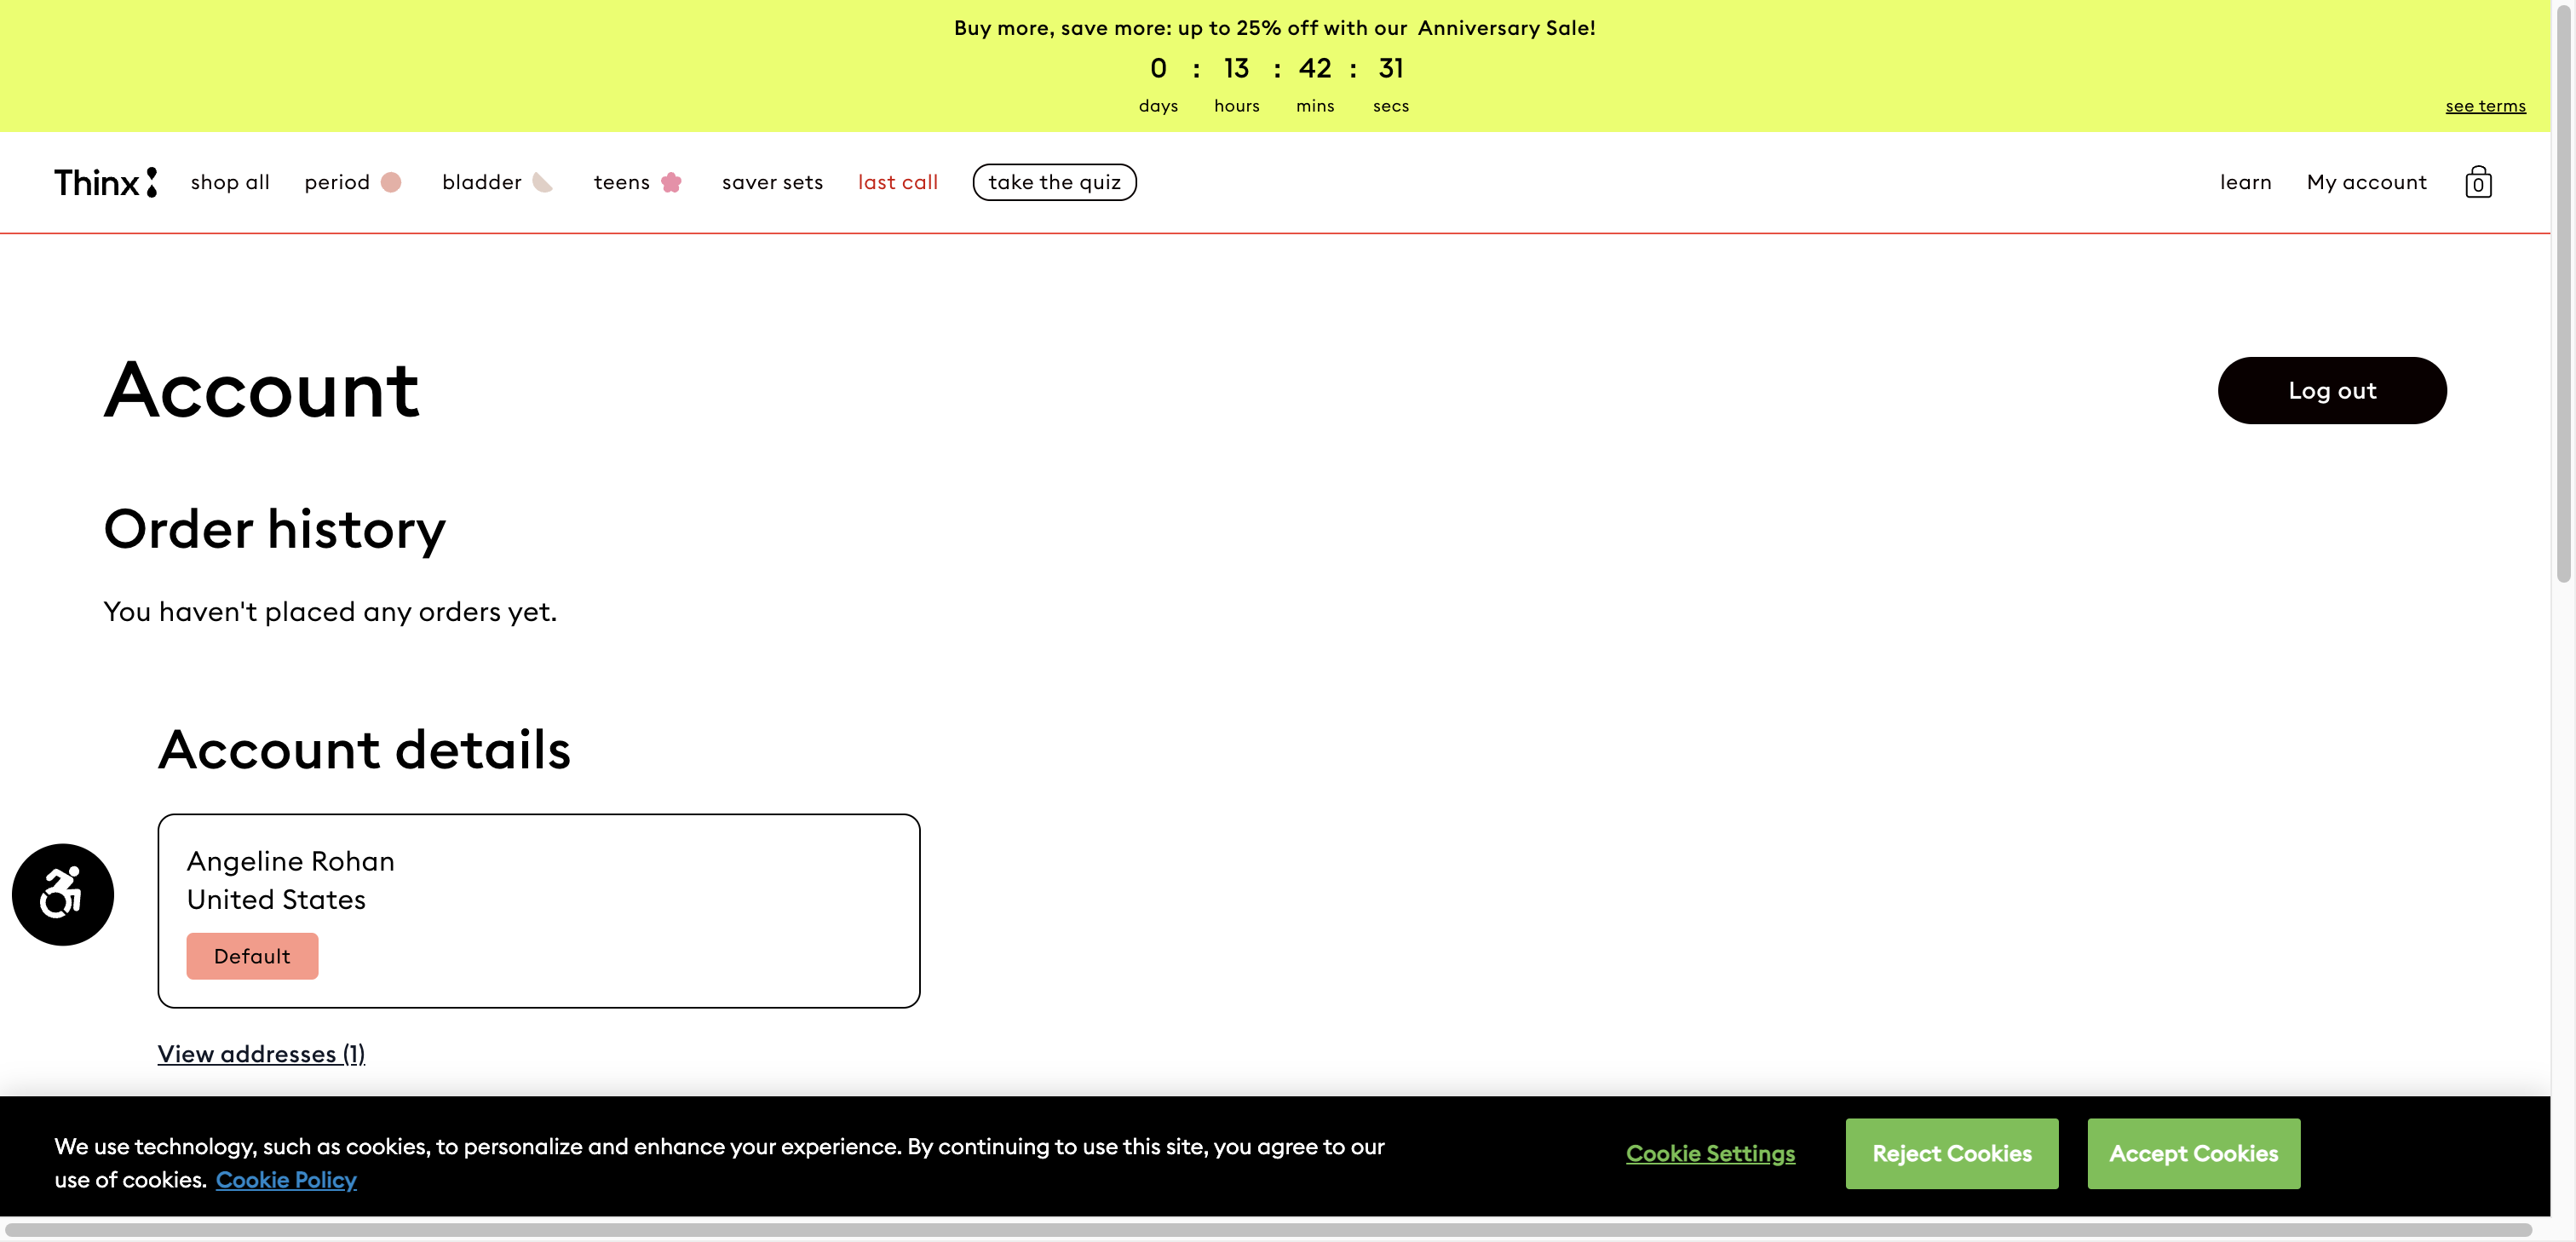 Buy more, save more: up to 25% off with our Anniversary Sale!
0 : 13 : 42 : 31
days hours mins secs
see terms
Thinx shop all period bladder teens saver sets last call take the quiz learn My account 0
Account
Log out
Order history
You haven't placed any orders yet.
Account details
Angeline Rohan
United States
Default
View addresses (1)
We use technology, such as cookies, to personalize and enhance your experience. By continuing to use this site, you agree to our
use of cookies. Cookie Policy
Cookie Settings
Reject Cookies
Accept Cookies